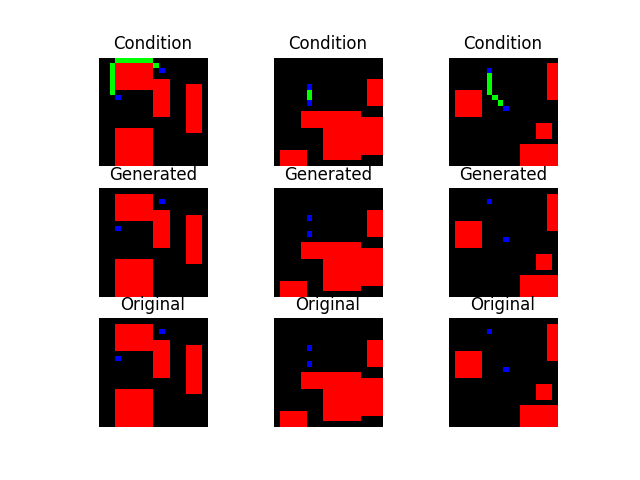 Condition Condition Condition
Generated Generated Generated
Original Original Original